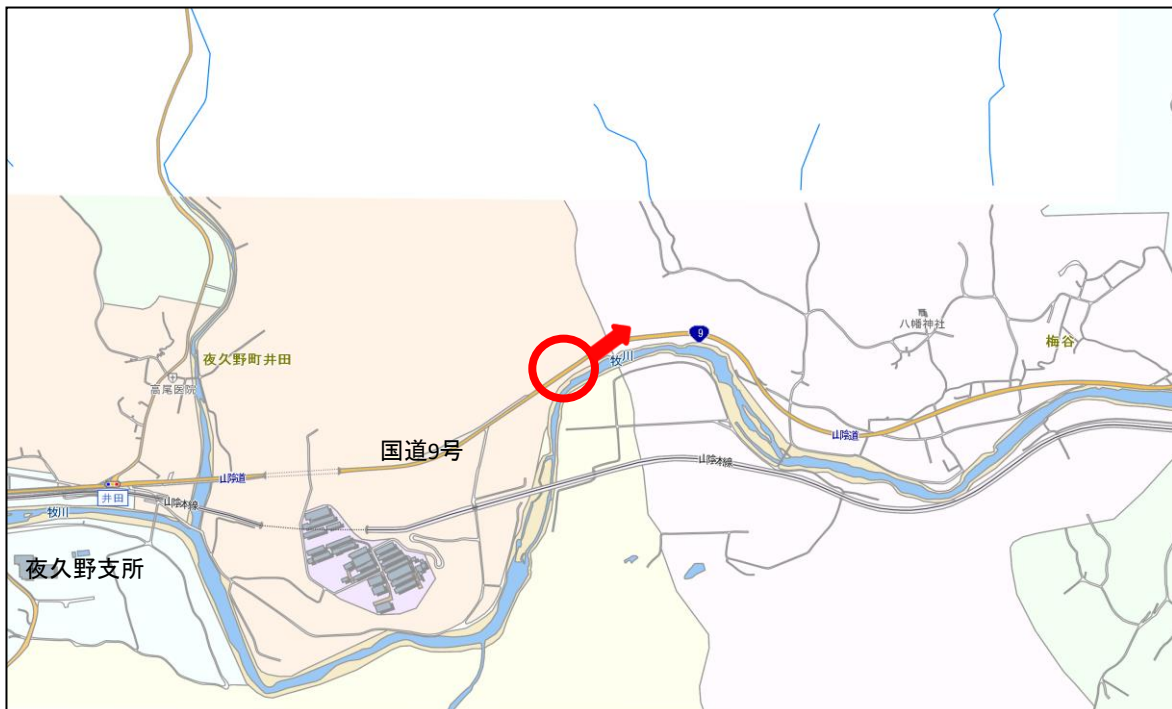 9
八幡神社
梅谷
牧川
夜久野町井田
高尾医院
国道9号
山陰道
山陰本線
山陰道
井田
山陰本線
牧川
夜久野支所